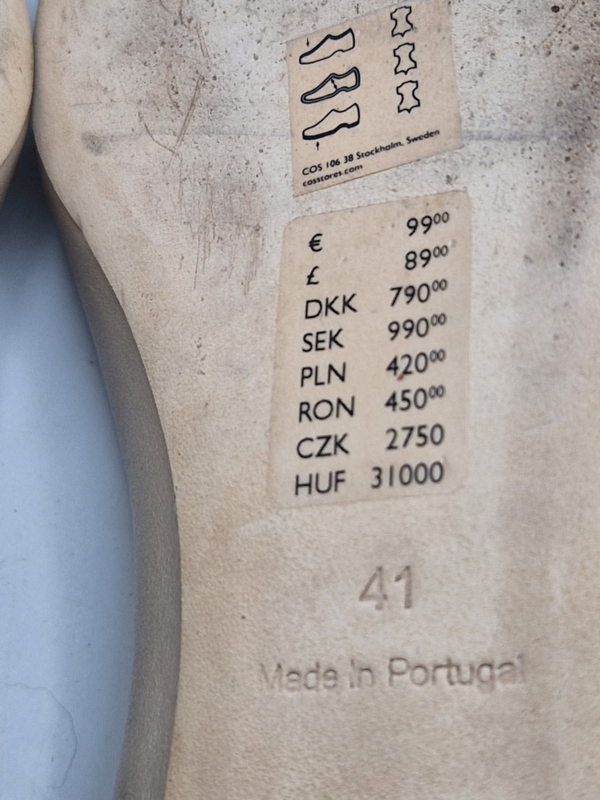 COS 106 38 Stockholm, Sweden
cosstores.com
€ 99⁰⁰
£ 89⁰⁰
DKK 790⁰⁰
SEK 990⁰⁰
PLN 420⁰⁰
RON 450⁰⁰
CZK 2750
HUF 31000
41
Made in Portugal